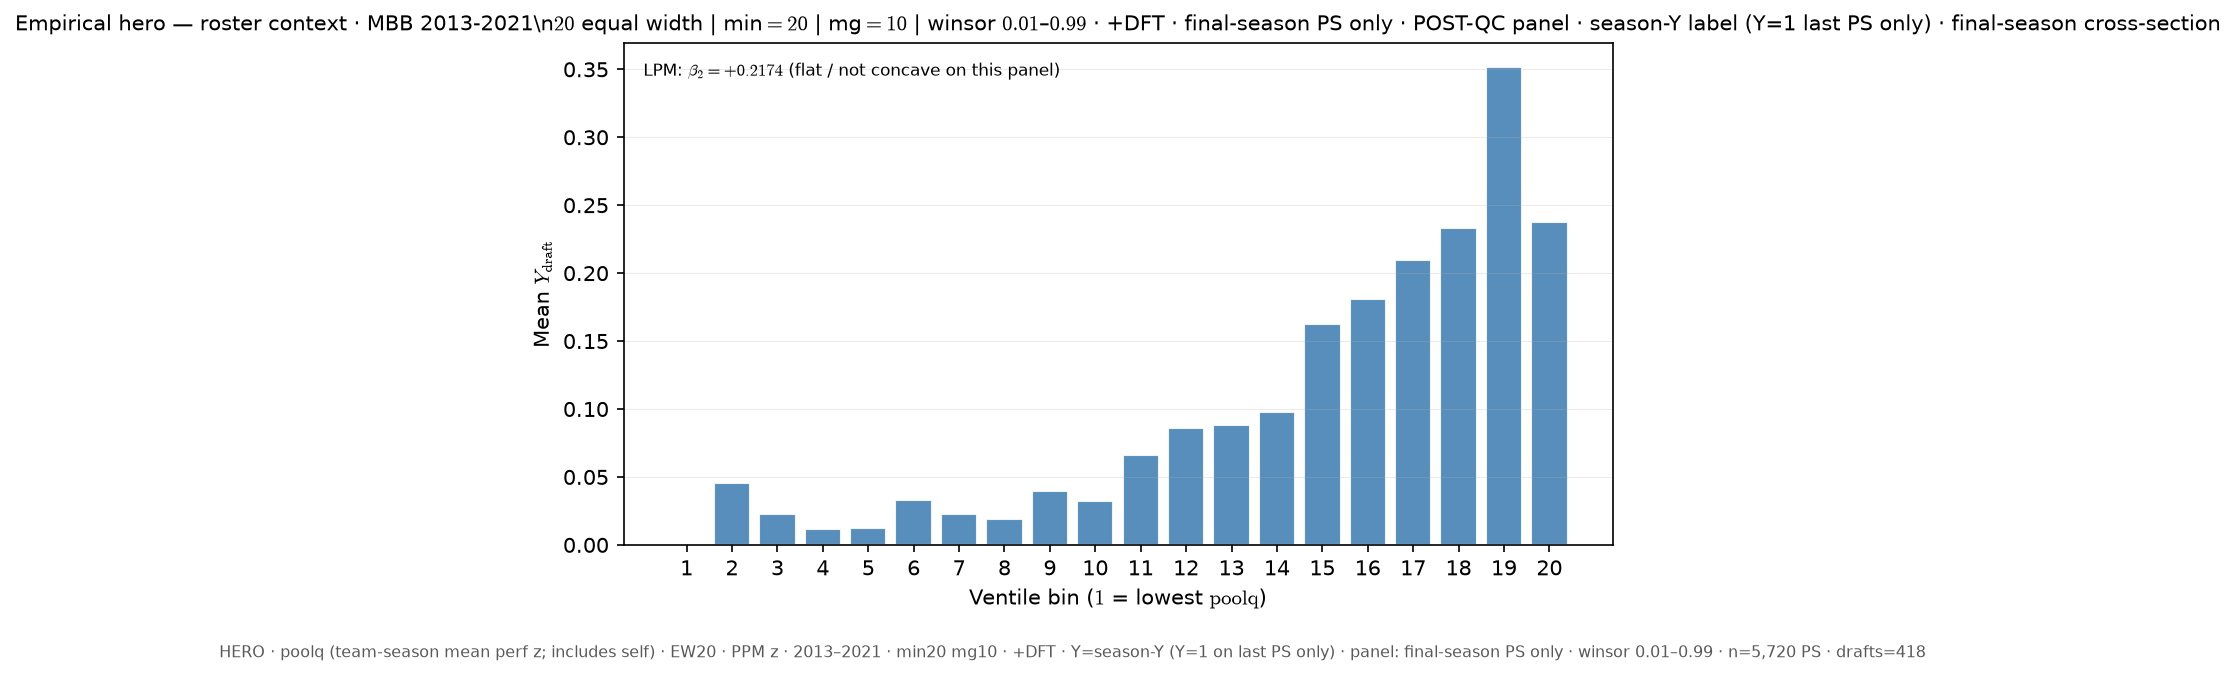 Empirical hero — roster context · MBB 2013-2021\n20 equal width | min = 20 | mg = 10 | winsor 0.01–0.99 · +DFT · final-season PS only · POST-QC panel · season-Y label (Y=1 last PS only) · final-season cross-section
LPM: β₂ = +0.2174 (flat / not concave on this panel)
Mean Y_draft
0.35
0.30
0.25
0.20
0.15
0.10
0.05
0.00
1 2 3 4 5 6 7 8 9 10 11 12 13 14 15 16 17 18 19 20
Ventile bin (1 = lowest poolq)
HERO · poolq (team-season mean perf z; includes self) · EW20 · PPM z · 2013–2021 · min20 mg10 · +DFT · Y=season-Y (Y=1 on last PS only) · panel: final-season PS only · winsor 0.01–0.99 · n=5,720 PS · drafts=418